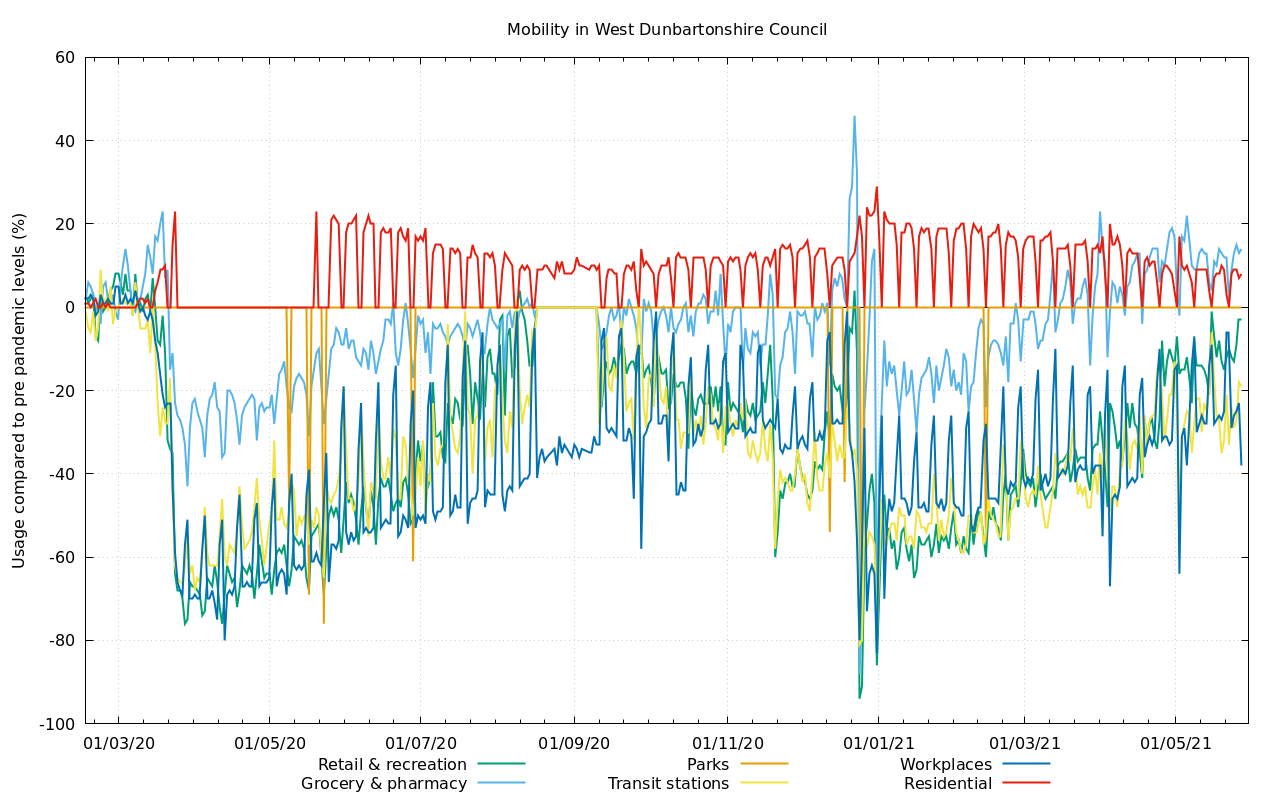 Mobility in West Dunbartonshire Council
Usage compared to pre pandemic levels (%)
60
40
20
0
-20
-40
-60
-80
-100
01/03/20 01/05/20 01/07/20 01/09/20 01/11/20 01/01/21 01/03/21 01/05/21
Retail & recreation Parks Workplaces
Grocery & pharmacy Transit stations Residential